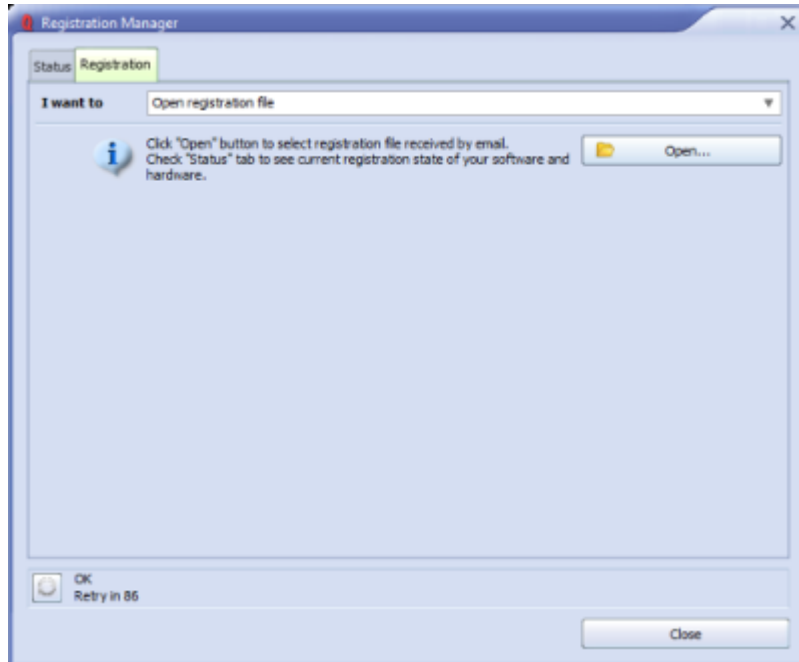 Registration Manager
Status Registration
I want to Open registration file
Click "Open" button to select registration file received by email.
Check "Status" tab to see current registration state of your software and
hardware.
Open...
OK
Retry in 86
Close